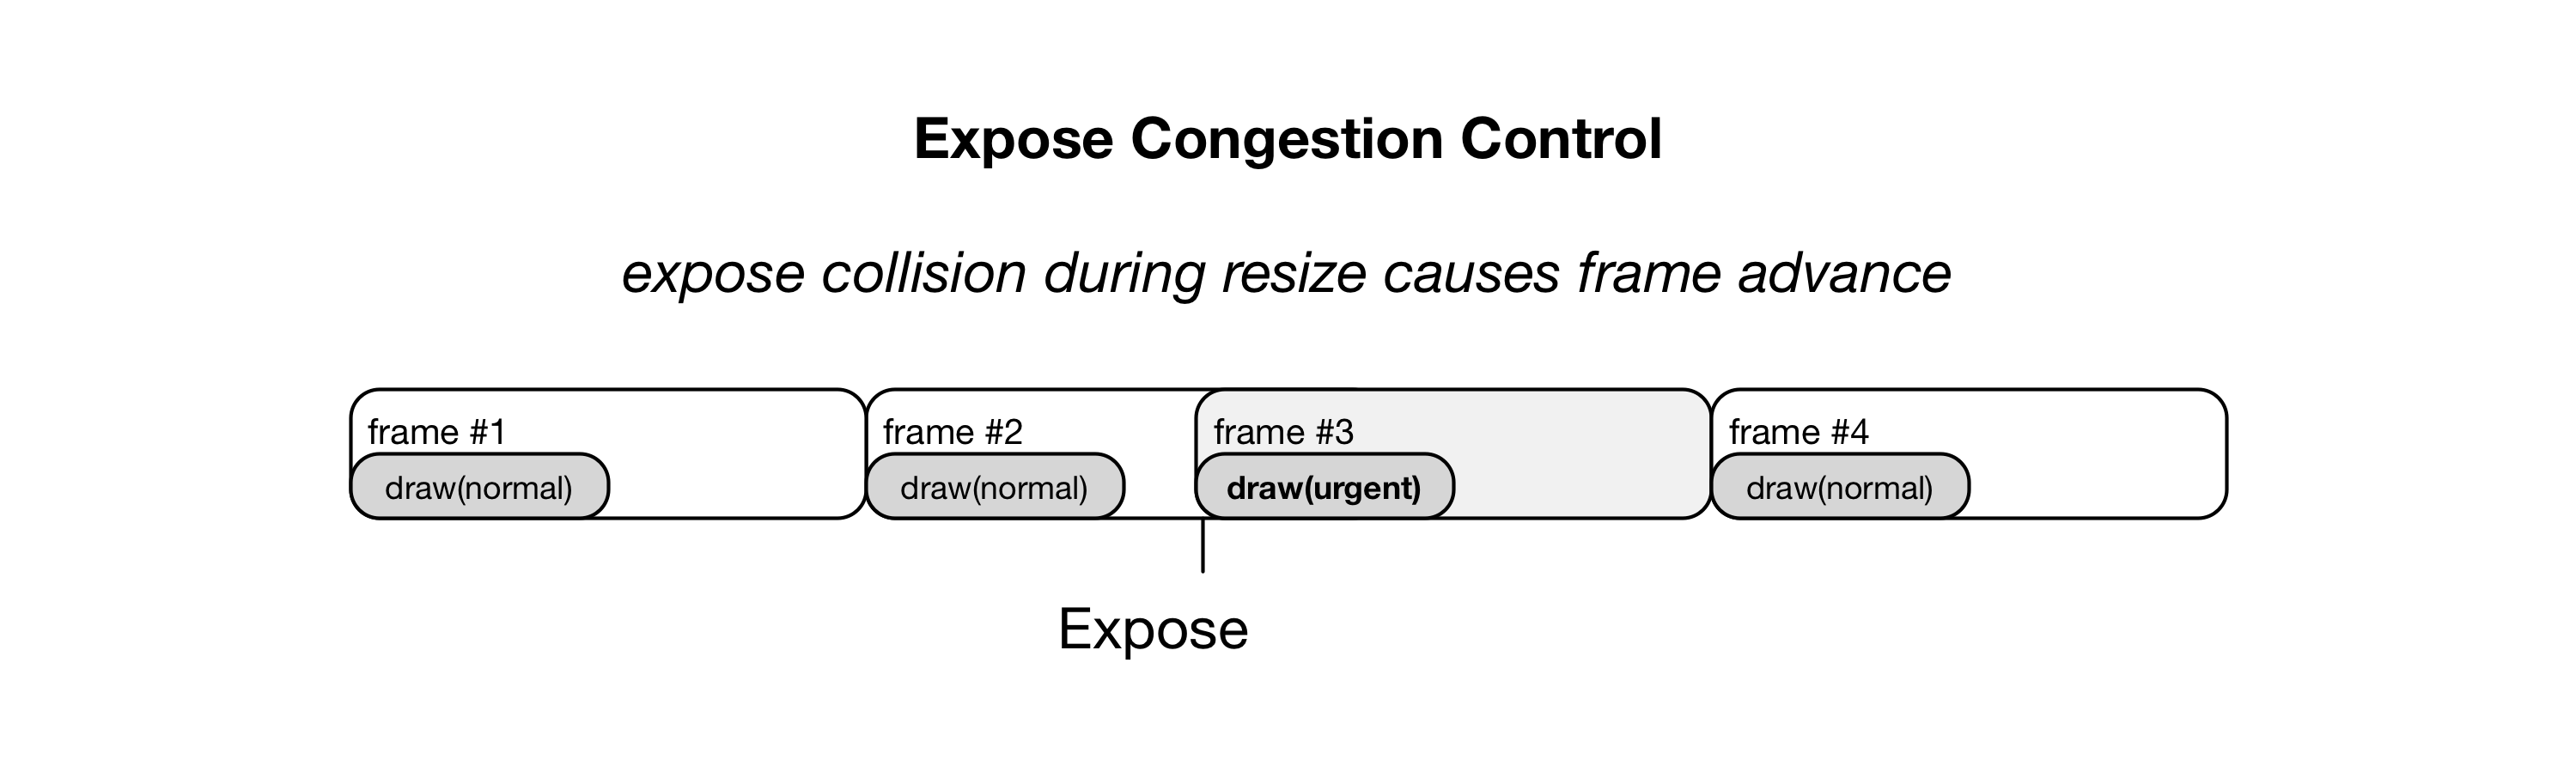 Expose Congestion Control
expose collision during resize causes frame advance
frame #1
draw(normal)
frame #2
draw(normal)
frame #3
draw(urgent)
frame #4
draw(normal)
Expose